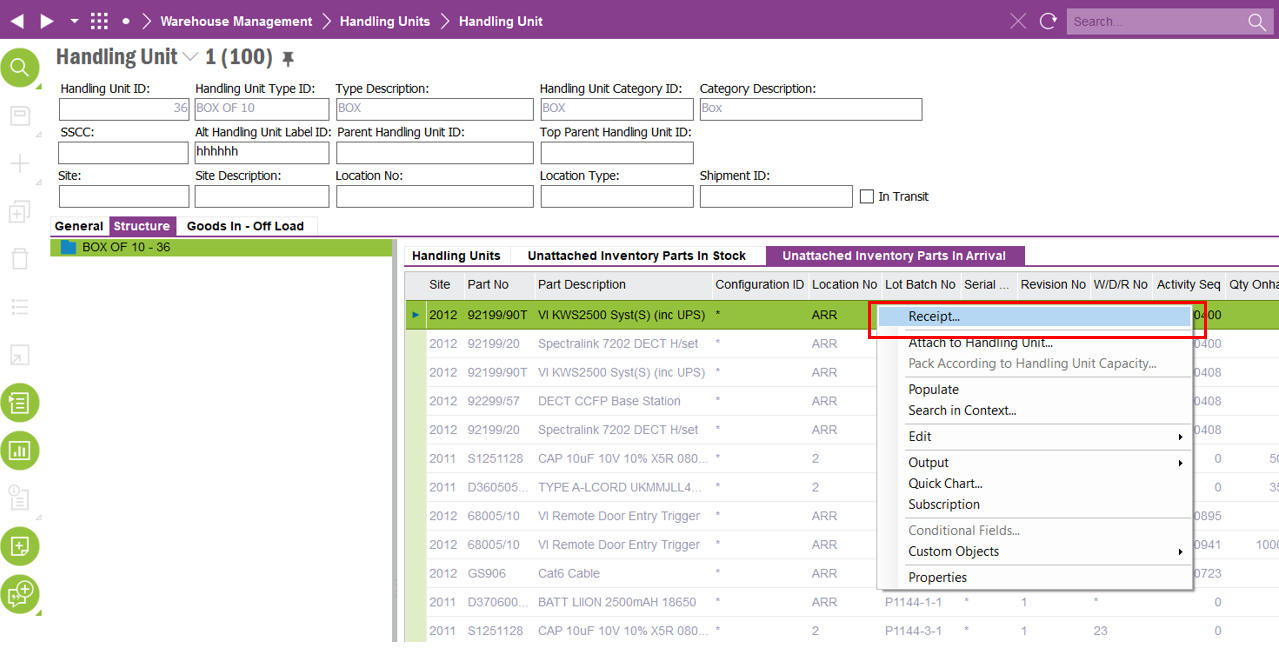 Warehouse Management Handling Units Handling Unit Search...
Handling Unit 1 (100)
Handling Unit ID: Handling Unit Type ID: Type Description: Handling Unit Category ID: Category Description:
36 BOX OF 10 BOX BOX Box
SSCC: Alt Handling Unit Label ID: Parent Handling Unit ID: Top Parent Handling Unit ID:
hhhhhh
Site: Site Description: Location No: Location Type: Shipment ID:
In Transit
General Structure Goods In - Off Load
BOX OF 10 - 36
Handling Units Unattached Inventory Parts In Stock Unattached Inventory Parts In Arrival
Site Part No Part Description Configuration ID Location No Lot Batch No Serial ... Revision No W/D/R No Activity Seq Qty Onha
2012 92199/90T VI KWS2500 Syst(S) (inc UPS) * ARR 0400
2012 92199/20 Spectralink 7202 DECT H/set * ARR 0400
2012 92199/90T VI KWS2500 Syst(S) (inc UPS) * ARR 0408
2012 92299/57 DECT CCFP Base Station * ARR 0408
2012 92199/20 Spectralink 7202 DECT H/set * ARR 0408
2011 S1251128 CAP 10uF 10V 10% X5R 080... * 2 0 50
2011 D360505... TYPE A-LCORD UKMMJLL4... * 2 0 35
2012 68005/10 VI Remote Door Entry Trigger * ARR 0895
2012 68005/10 VI Remote Door Entry Trigger * ARR 0941 1000
2012 GS906 Cat6 Cable * ARR 0723
2011 D370600... BATT LIION 2500mAH 18650 * ARR P1144-1-1 * 1 * 0
2011 S1251128 CAP 10uF 10V 10% X5R 080... * 2 P1144-3-1 * 1 23 0
Receipt...
Attach to Handling Unit...
Pack According to Handling Unit Capacity...
Populate
Search in Context...
Edit
Output
Quick Chart...
Subscription
Conditional Fields...
Custom Objects
Properties